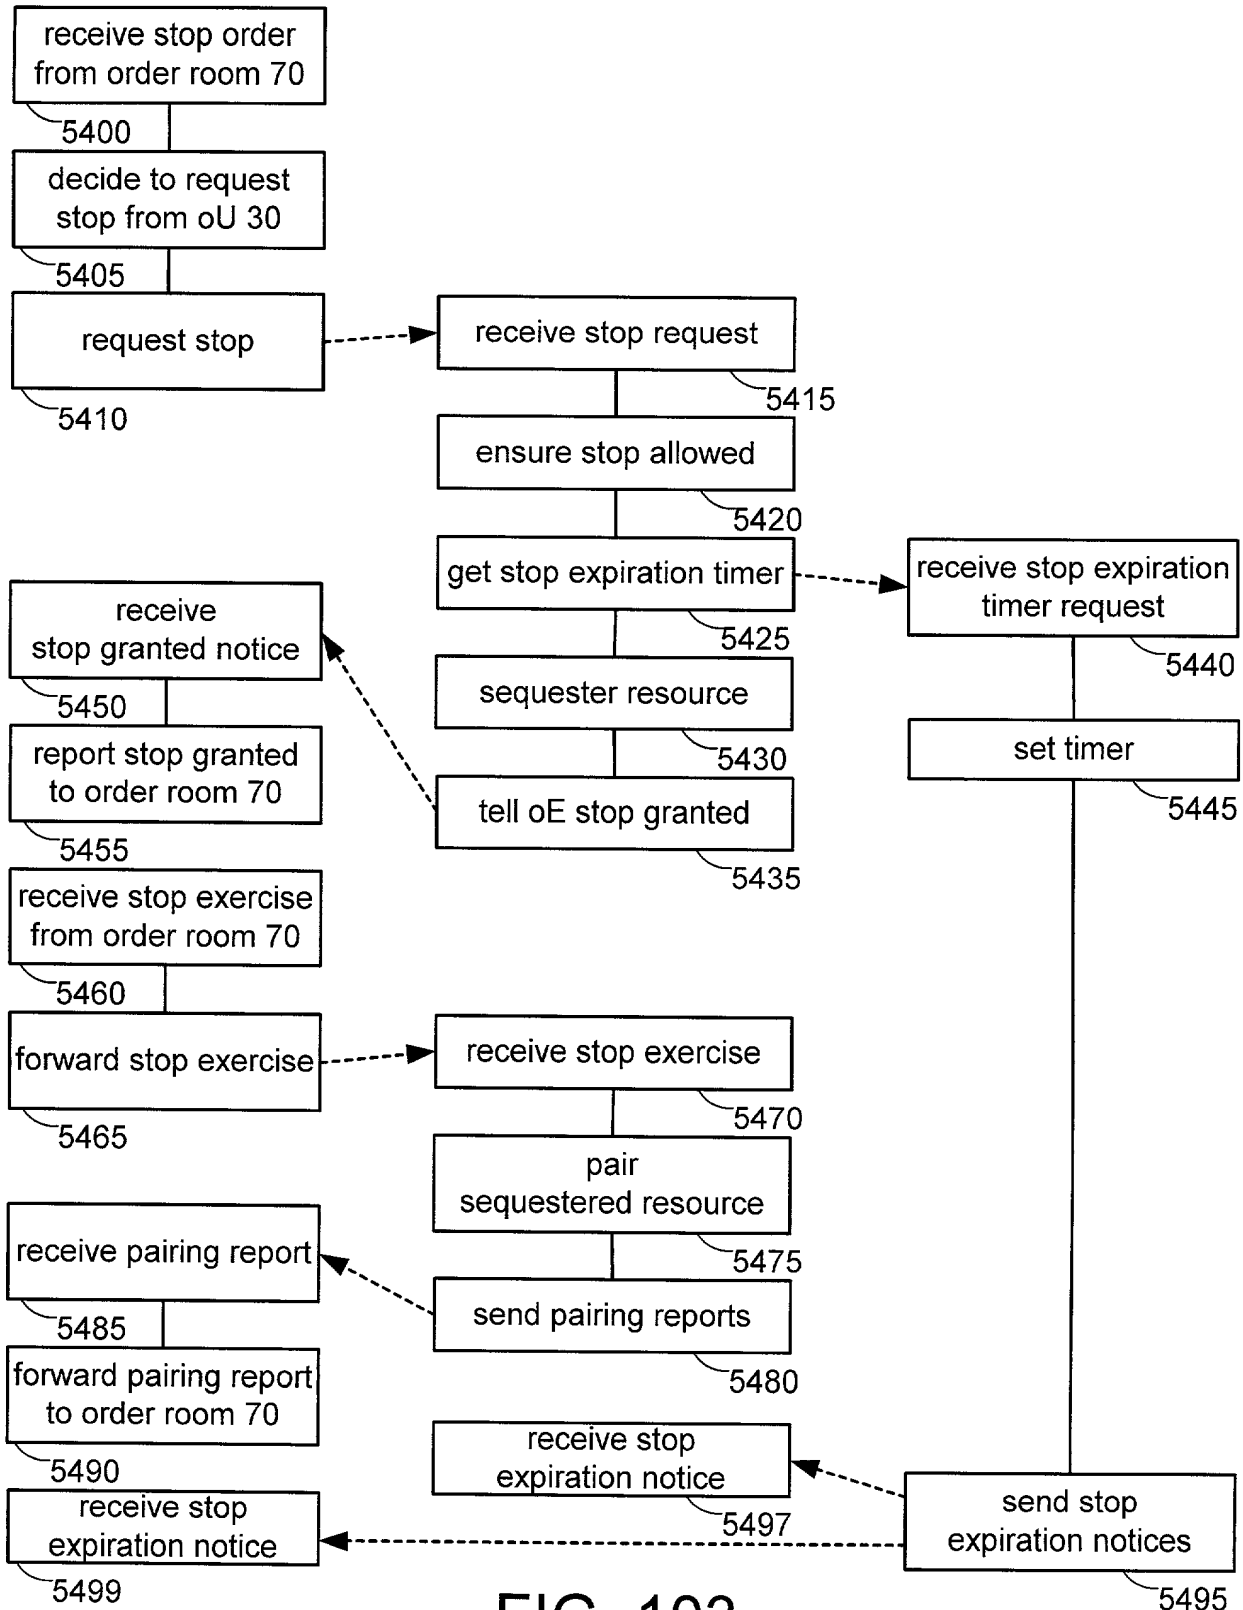 receive stop order
from order room 70
5400
decide to request
stop from oU 30
5405
request stop
5410
receive stop request
5415
ensure stop allowed
5420
get stop expiration timer
5425
receive stop expiration
timer request
5440
sequester resource
5430
set timer
5445
tell oE stop granted
5435
receive
stop granted notice
5450
report stop granted
to order room 70
5455
receive stop exercise
from order room 70
5460
forward stop exercise
5465
receive stop exercise
5470
pair
sequestered resource
5475
send pairing reports
5480
receive pairing report
5485
forward pairing report
to order room 70
5490
receive stop
expiration notice
5497
send stop
expiration notices
5495
receive stop
expiration notice
5499